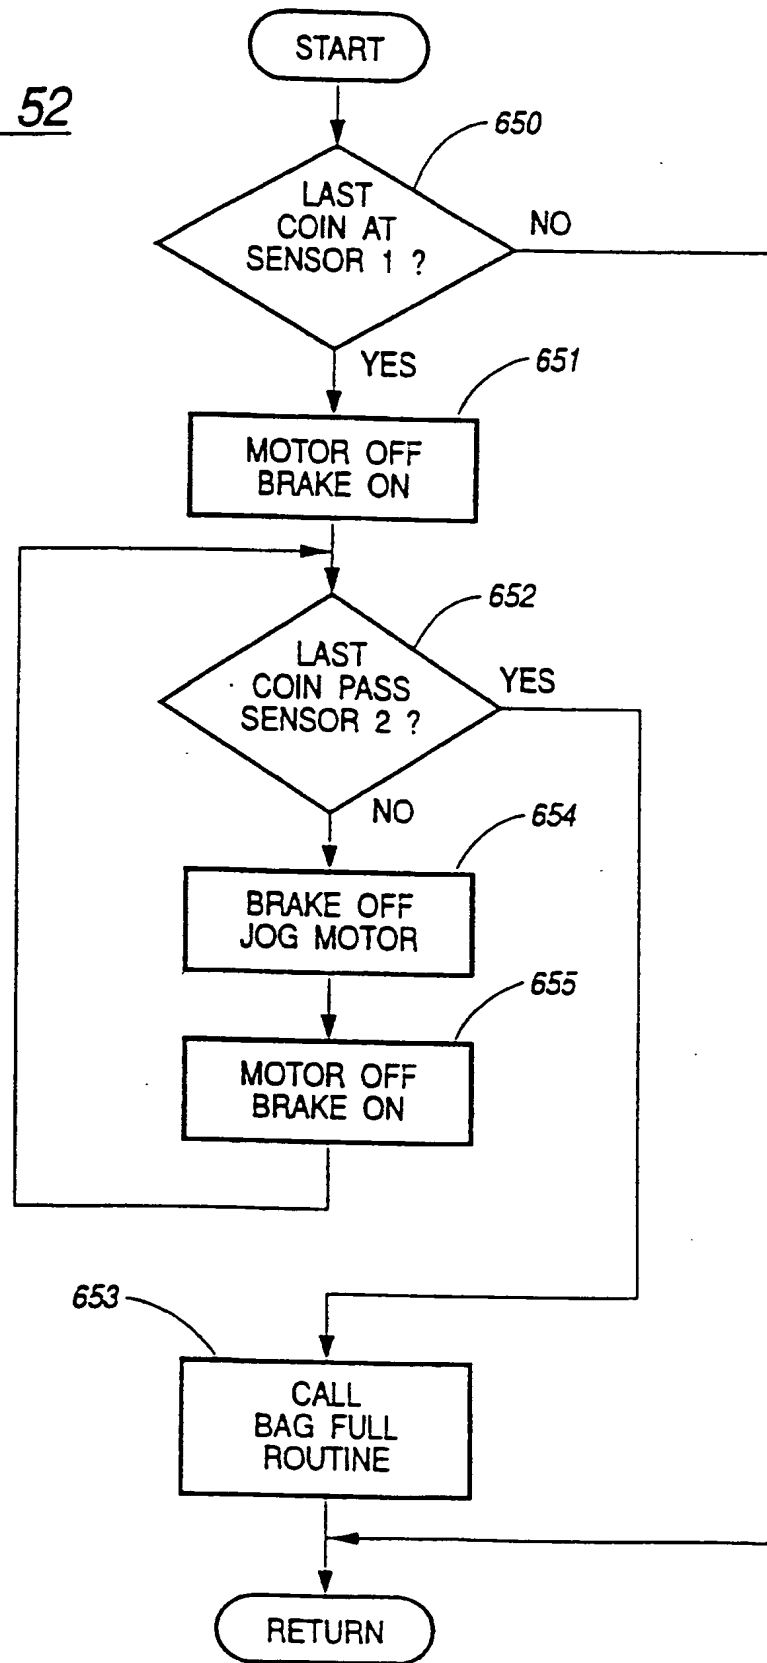 52
START
650
LAST
COIN AT
SENSOR 1 ?
NO
YES
651
MOTOR OFF
BRAKE ON
652
LAST
COIN PASS
SENSOR 2 ?
YES
NO
654
BRAKE OFF
JOG MOTOR
655
MOTOR OFF
BRAKE ON
653
CALL
BAG FULL
ROUTINE
RETURN